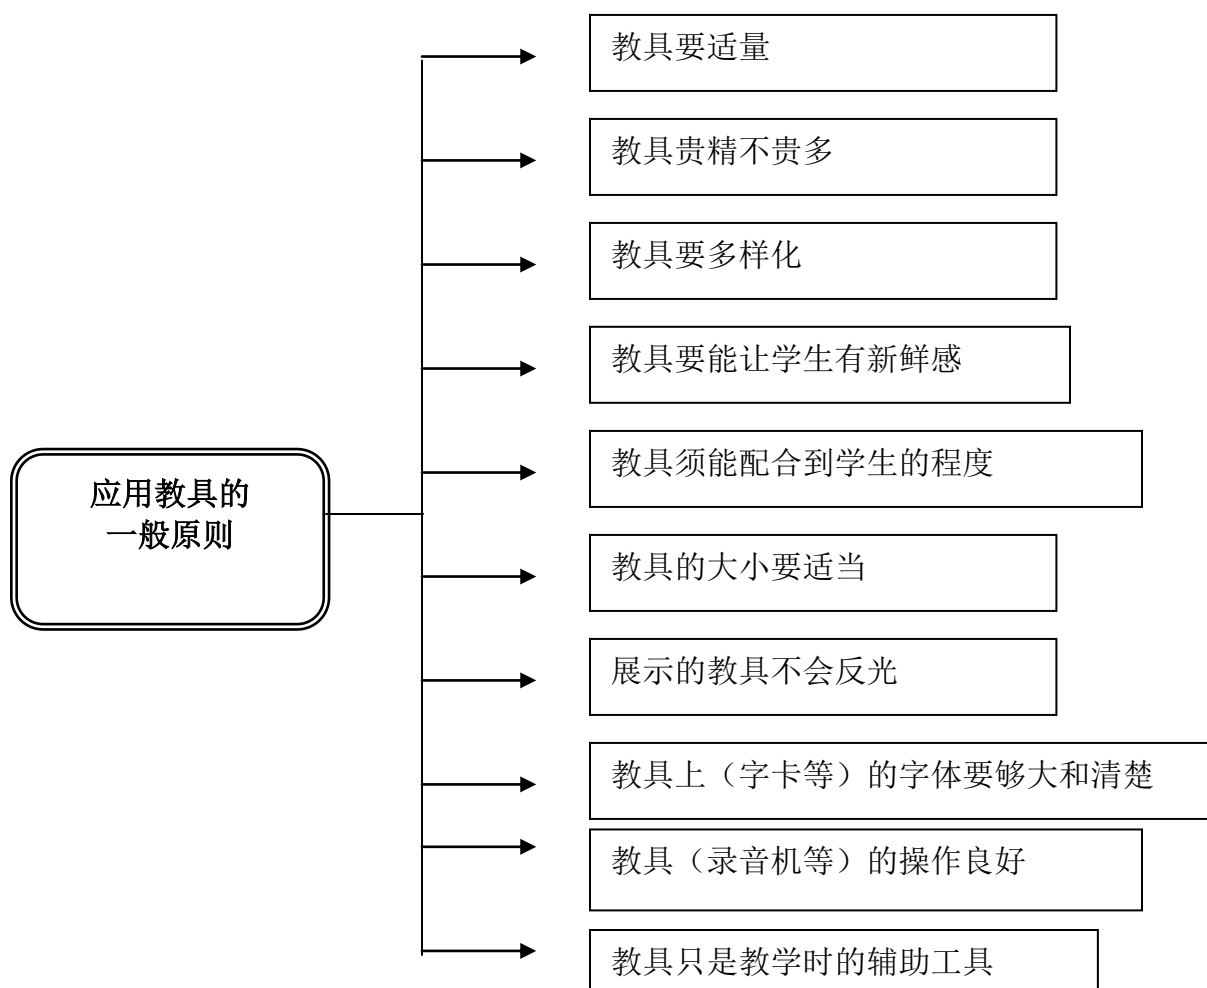 教具要适量
教具贵精不贵多
教具要多样化
教具要能让学生有新鲜感
教具须能配合到学生的程度
应用教具的
一般原则
教具的大小要适当
展示的教具不会反光
教具上（字卡等）的字体要够大和清楚
教具（录音机等）的操作良好
教具只是教学时的辅助工具